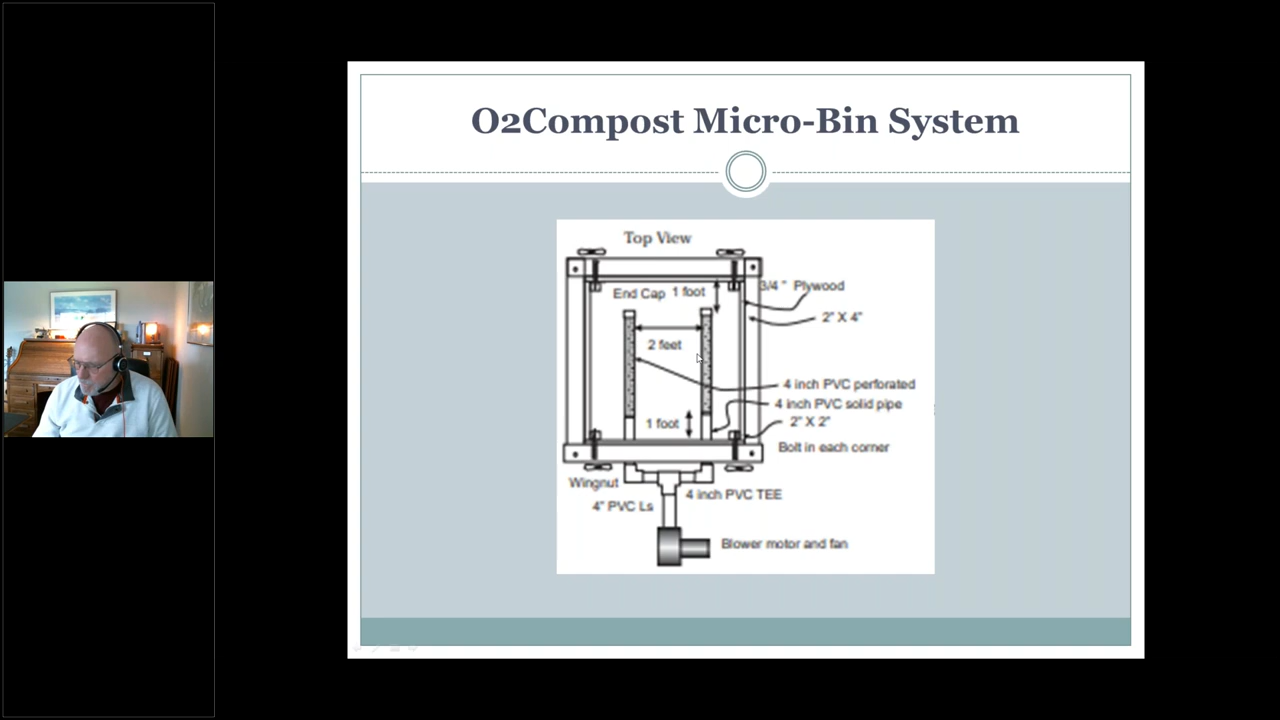 O2Compost Micro-Bin System
Top View
End Cap
1 foot
3/4 " Plywood
2" X 4"
2 feet
4 inch PVC perforated
4 inch PVC solid pipe
1 foot
2" X 2"
Bolt in each corner
Wingnut
4 inch PVC TEE
4" PVC Ls
Blower motor and fan